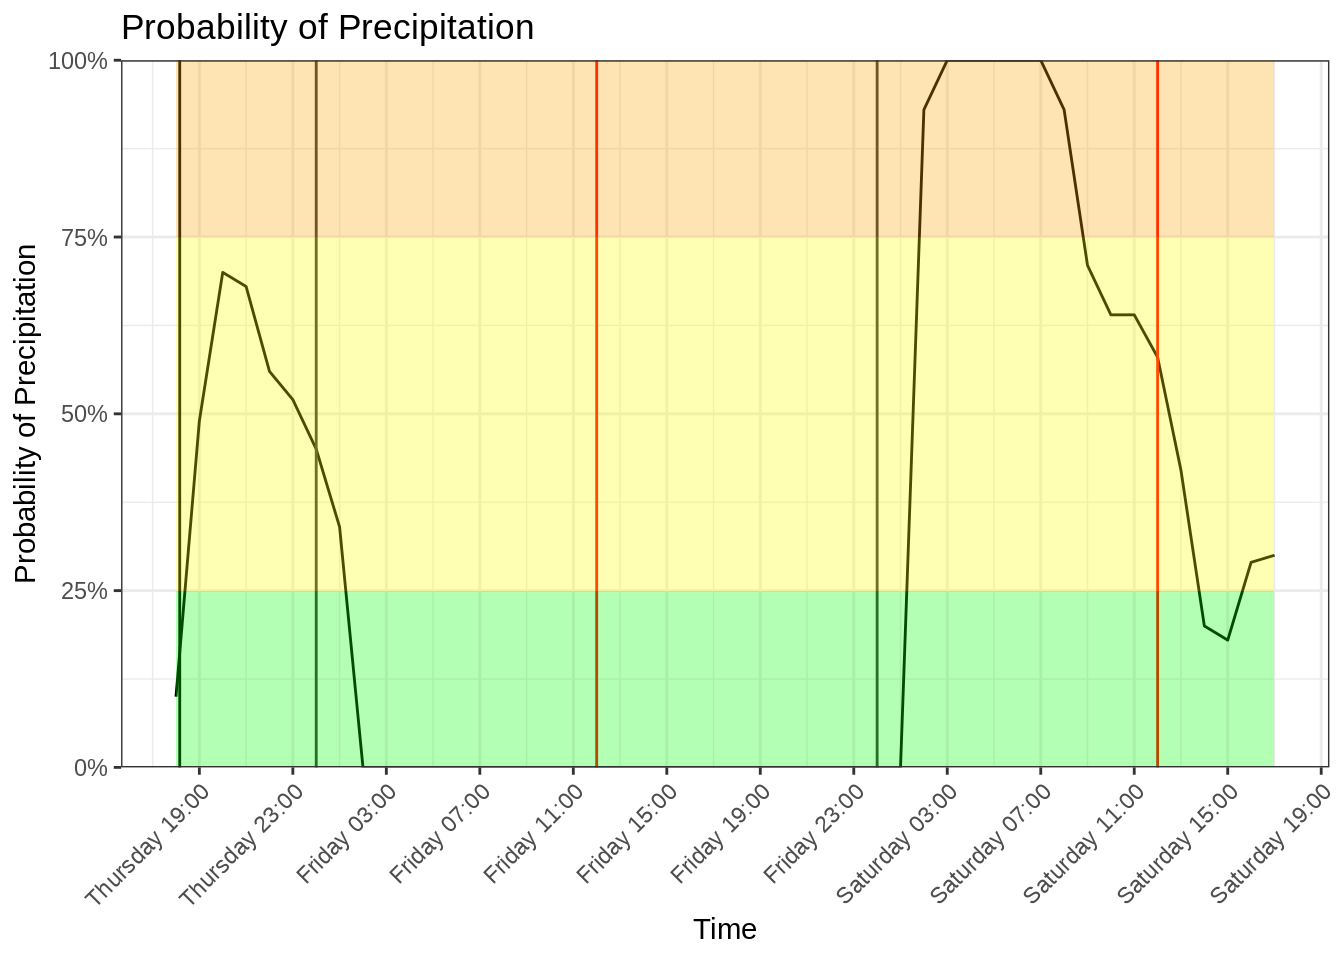 Probability of Precipitation
100%
75%
50%
25%
0%
Probability of Precipitation
Thursday 19:00
Thursday 23:00
Friday 03:00
Friday 07:00
Friday 11:00
Friday 15:00
Friday 19:00
Friday 23:00
Saturday 03:00
Saturday 07:00
Saturday 11:00
Saturday 15:00
Saturday 19:00
Time